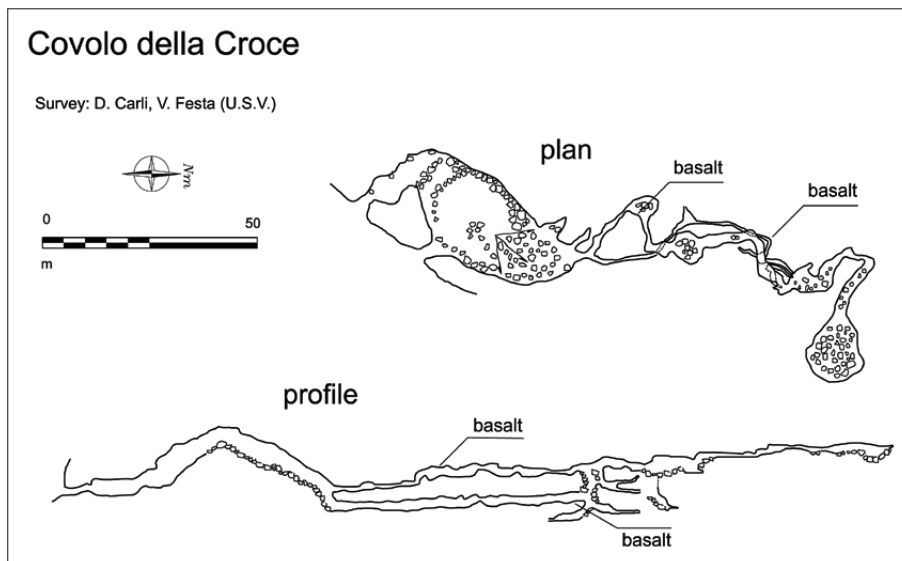 Covolo della Croce
Survey: D. Carli, V. Festa (U.S.V.)
Nm
0 50
m
plan
basalt
basalt
profile
basalt
basalt